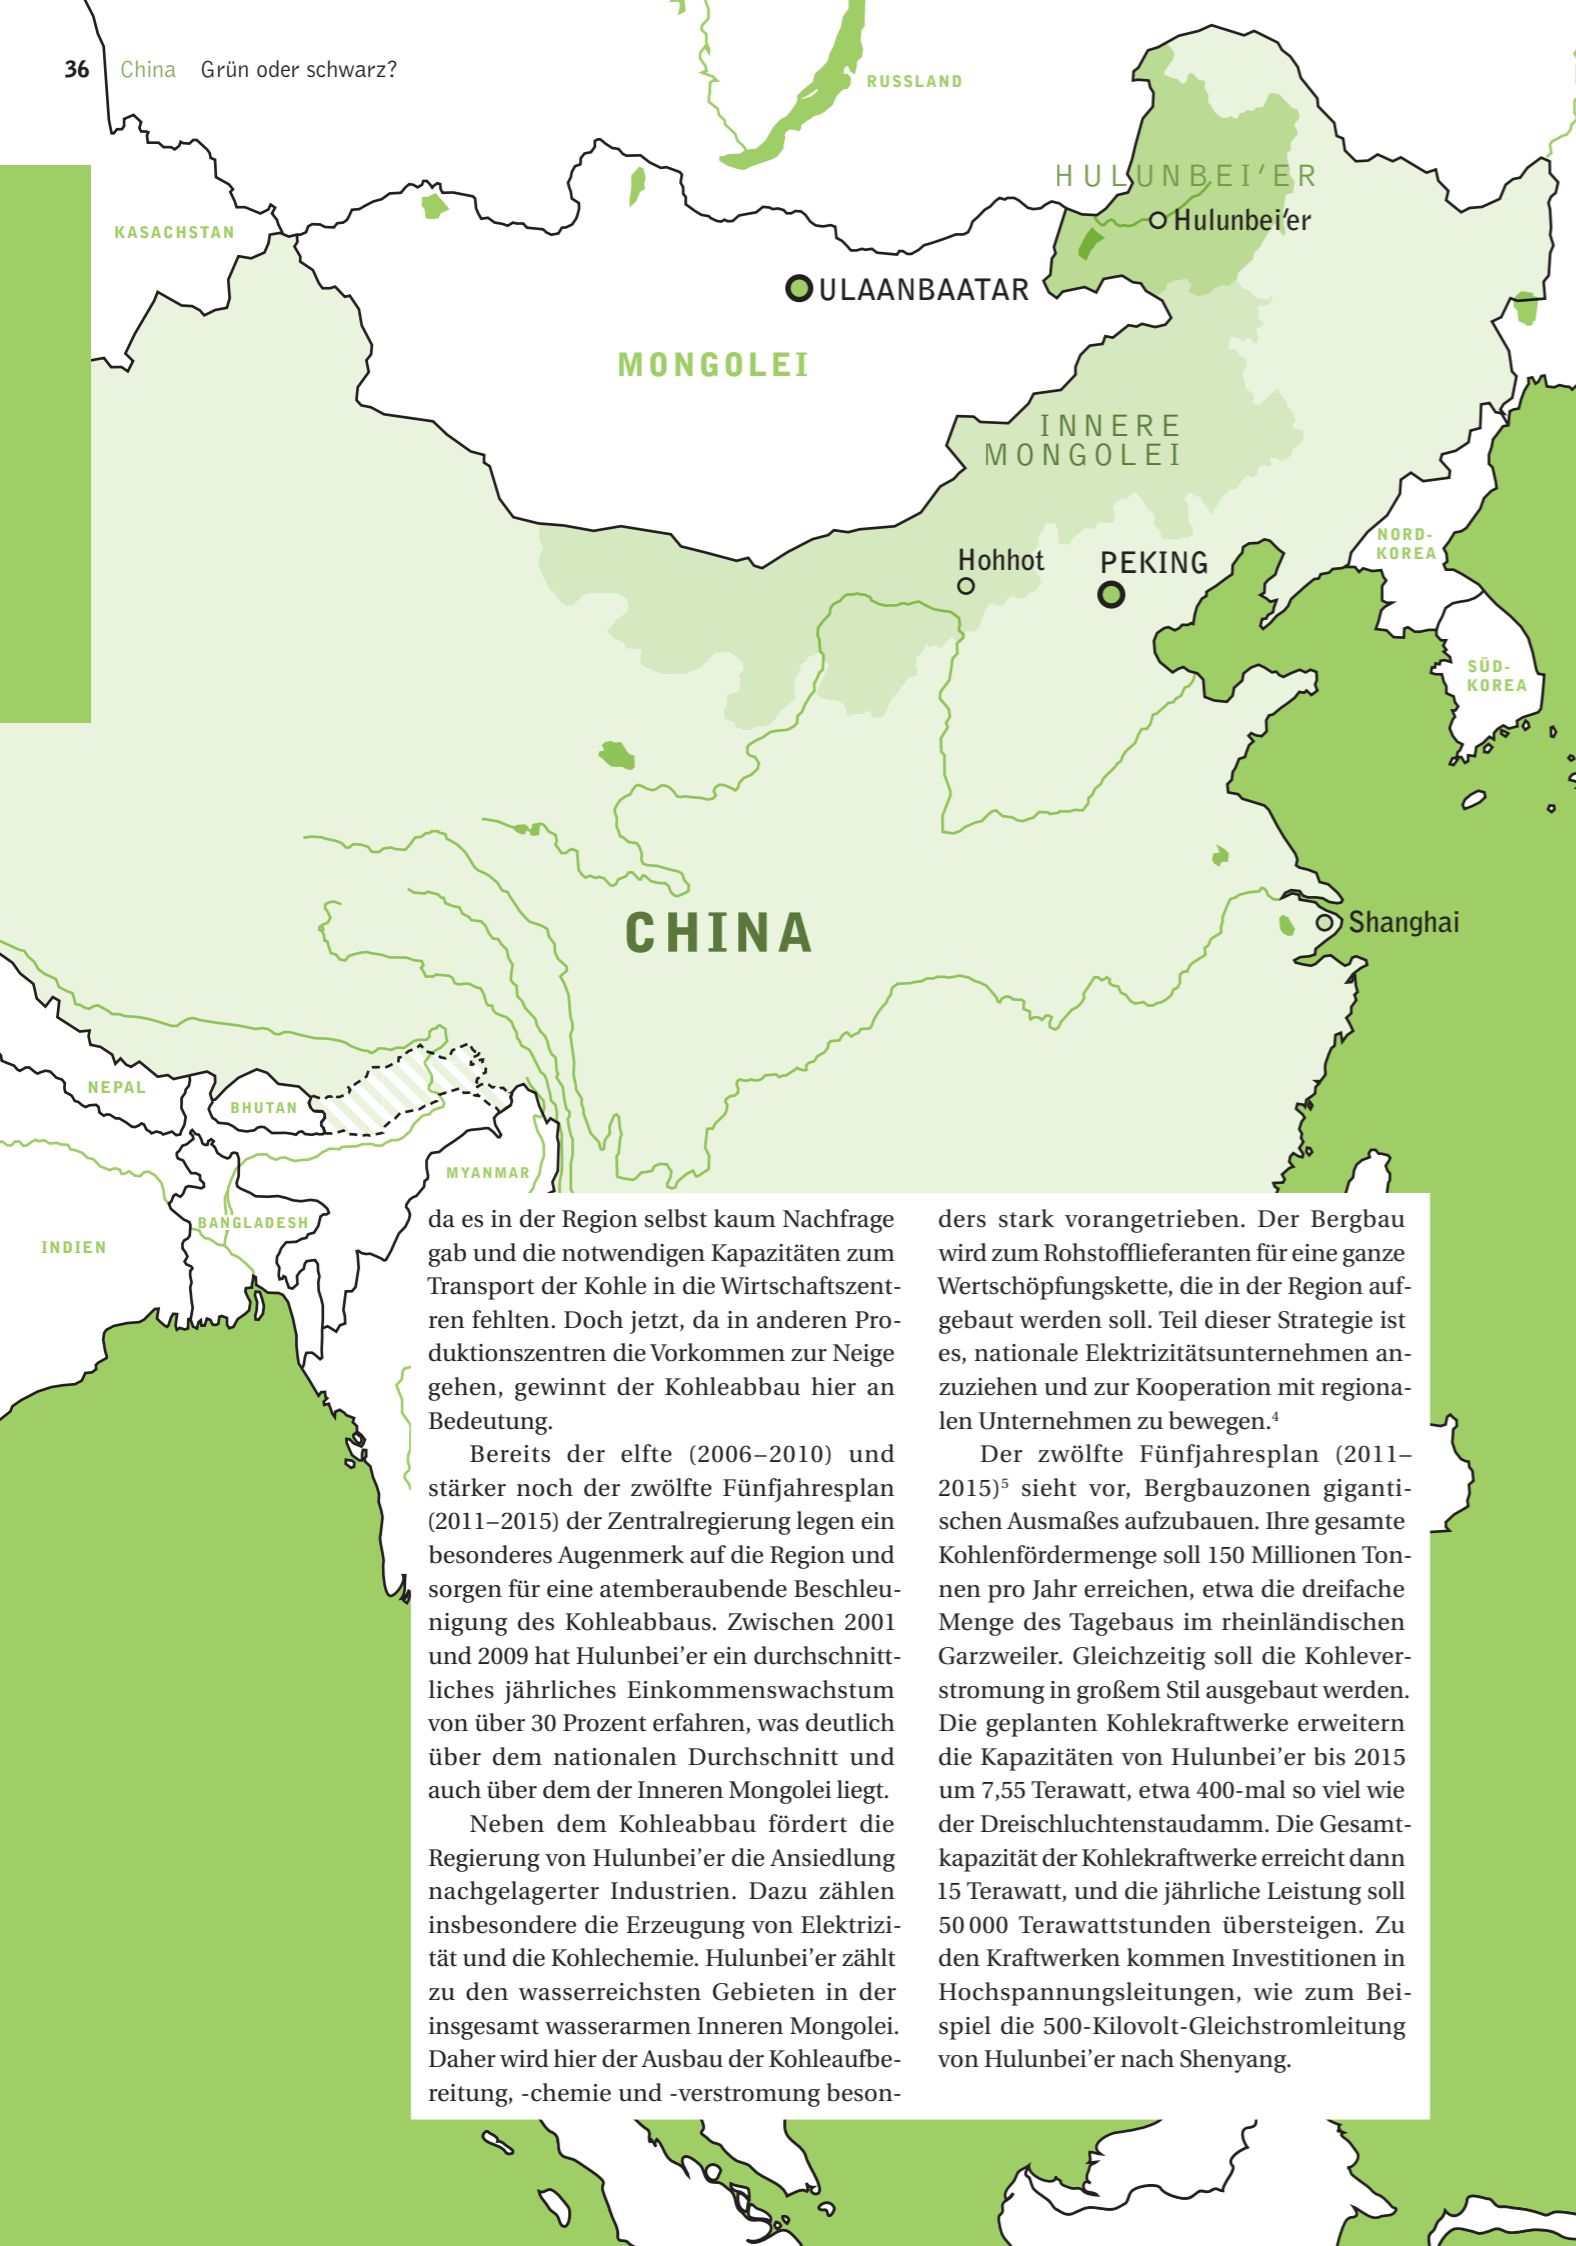 36 China Grün oder schwarz?
RUSSLAND
HULUNBEI’ER
Hulunbei’er
KASACHSTAN
ULAANBAATAR
MONGOLEI
INNERE
MONGOLEI
NORD-
KOREA
Hohhot
PEKING
SÜD-
KOREA
CHINA
Shanghai
NEPAL
BHUTAN
MYANMAR
BANGLADESH
INDIEN
da es in der Region selbst kaum Nachfrage
gab und die notwendigen Kapazitäten zum
Transport der Kohle in die Wirtschaftszent-
ren fehlten. Doch jetzt, da in anderen Pro-
duktionszentren die Vorkommen zur Neige
gehen, gewinnt der Kohleabbau hier an
Bedeutung.
Bereits der elfte (2006–2010) und
stärker noch der zwölfte Fünfjahresplan
(2011–2015) der Zentralregierung legen ein
besonderes Augenmerk auf die Region und
sorgen für eine atemberaubende Beschleu-
nigung des Kohleabbaus. Zwischen 2001
und 2009 hat Hulunbei’er ein durchschnitt-
liches jährliches Einkommenswachstum
von über 30 Prozent erfahren, was deutlich
über dem nationalen Durchschnitt und
auch über dem der Inneren Mongolei liegt.
Neben dem Kohleabbau fördert die
Regierung von Hulunbei’er die Ansiedlung
nachgelagerter Industrien. Dazu zählen
insbesondere die Erzeugung von Elektrizi-
tät und die Kohlechemie. Hulunbei’er zählt
zu den wasserreichsten Gebieten in der
insgesamt wasserarmen Inneren Mongolei.
Daher wird hier der Ausbau der Kohleaufbe-
reitung, -chemie und -verstromung beson-
ders stark vorangetrieben. Der Bergbau
wird zum Rohstofflieferanten für eine ganze
Wertschöpfungskette, die in der Region auf-
gebaut werden soll. Teil dieser Strategie ist
es, nationale Elektrizitätsunternehmen an-
zuziehen und zur Kooperation mit regiona-
len Unternehmen zu bewegen.⁴
Der zwölfte Fünfjahresplan (2011–
2015)⁵ sieht vor, Bergbauzonen giganti-
schen Ausmaßes aufzubauen. Ihre gesamte
Kohlenfördermenge soll 150 Millionen Ton-
nen pro Jahr erreichen, etwa die dreifache
Menge des Tagebaus im rheinländischen
Garzweiler. Gleichzeitig soll die Kohlever-
stromung in großem Stil ausgebaut werden.
Die geplanten Kohlekraftwerke erweitern
die Kapazitäten von Hulunbei’er bis 2015
um 7,55 Terawatt, etwa 400-mal so viel wie
der Dreischluchtenstaudamm. Die Gesamt-
kapazität der Kohlekraftwerke erreicht dann
15 Terawatt, und die jährliche Leistung soll
50 000 Terawattstunden übersteigen. Zu
den Kraftwerken kommen Investitionen in
Hochspannungsleitungen, wie zum Bei-
spiel die 500-Kilovolt-Gleichstromleitung
von Hulunbei’er nach Shenyang.